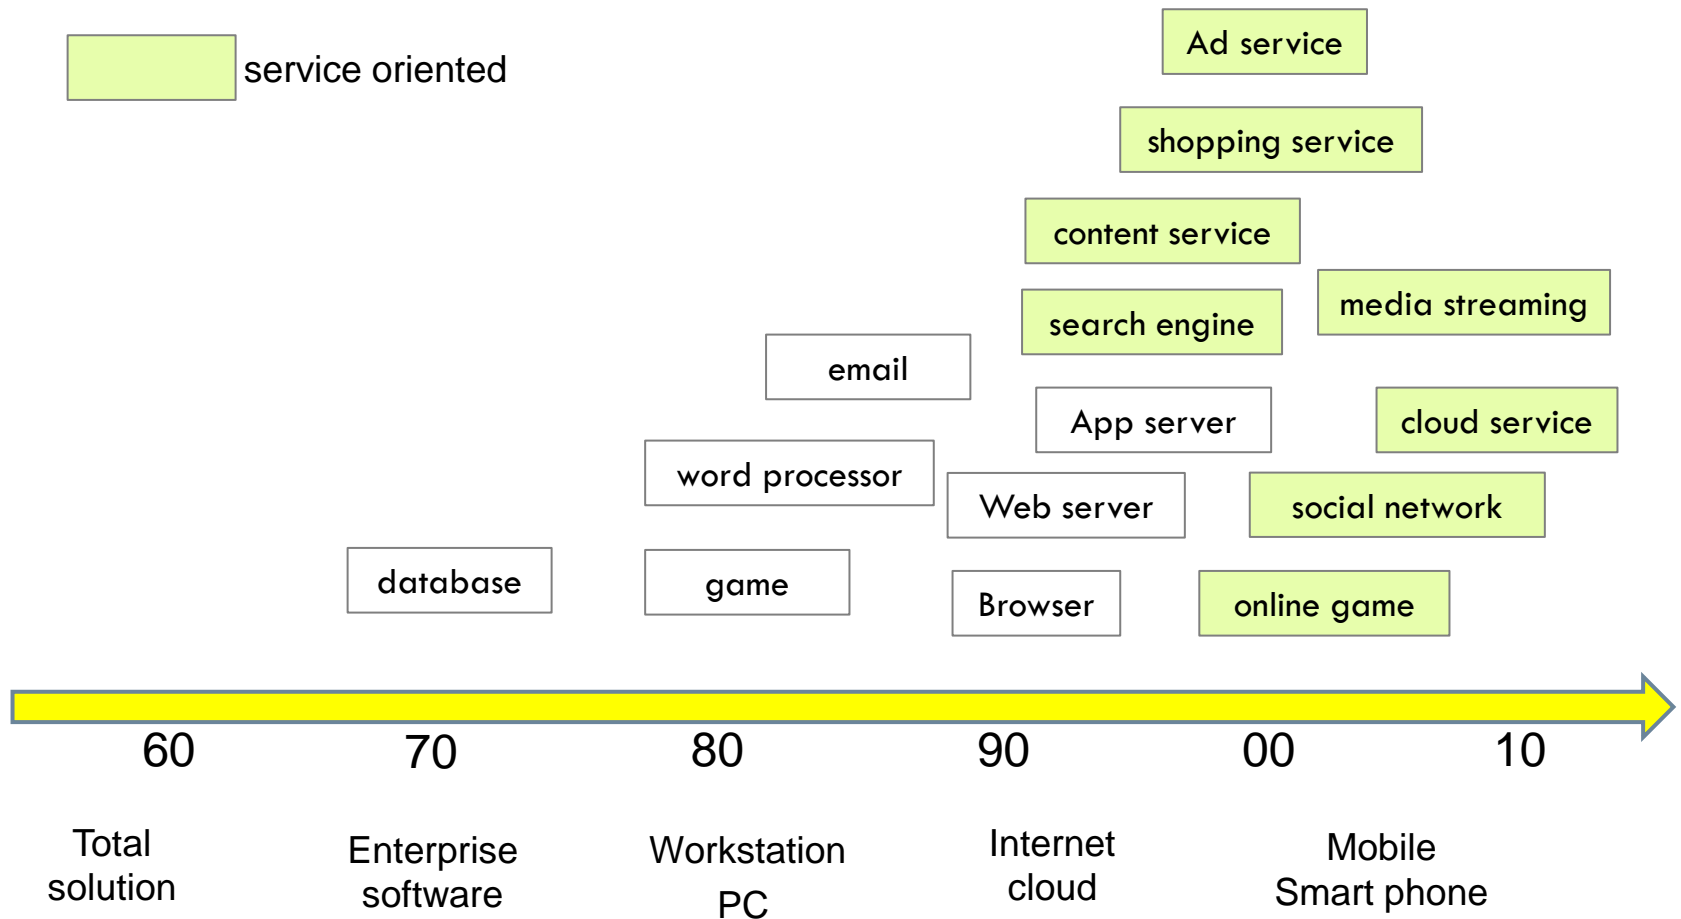 service oriented
Ad service
shopping service
content service
media streaming
search engine
email
App server
cloud service
word processor
Web server
social network
database
game
Browser
online game
60
70
80
90
00
10
Total
solution
Enterprise
software
Workstation
PC
Internet
cloud
Mobile
Smart phone